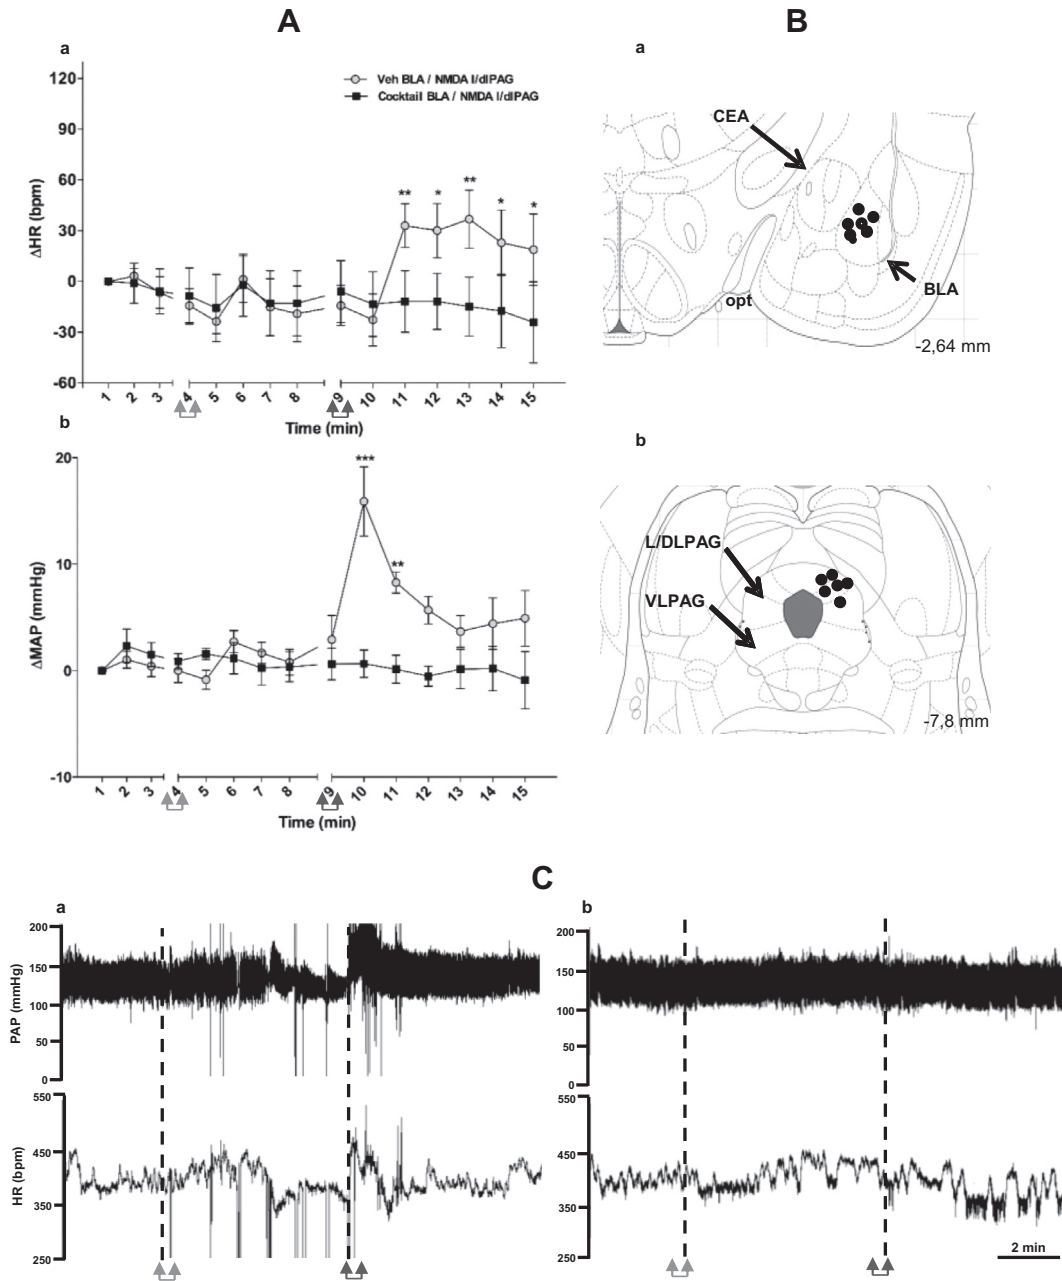 A
B
a
a
120
90
60
30
0
-30
-60
ΔHR (bpm)
Veh BLA / NMDA l/dlPAG
Cocktail BLA / NMDA l/dlPAG
** * ** * *
1 2 3 4 5 6 7 8 9 10 11 12 13 14 15
Time (min)
CEA
BLA
opt
-2,64 mm
b
b
20
10
0
-10
ΔMAP (mmHg)
***
**
1 2 3 4 5 6 7 8 9 10 11 12 13 14 15
Time (min)
L/DLPAG
VLPAG
-7,8 mm
C
a
b
200
150
100
50
0
PAP (mmHg)
200
150
100
50
0
550
450
350
250
HR (bpm)
550
450
350
250
2 min